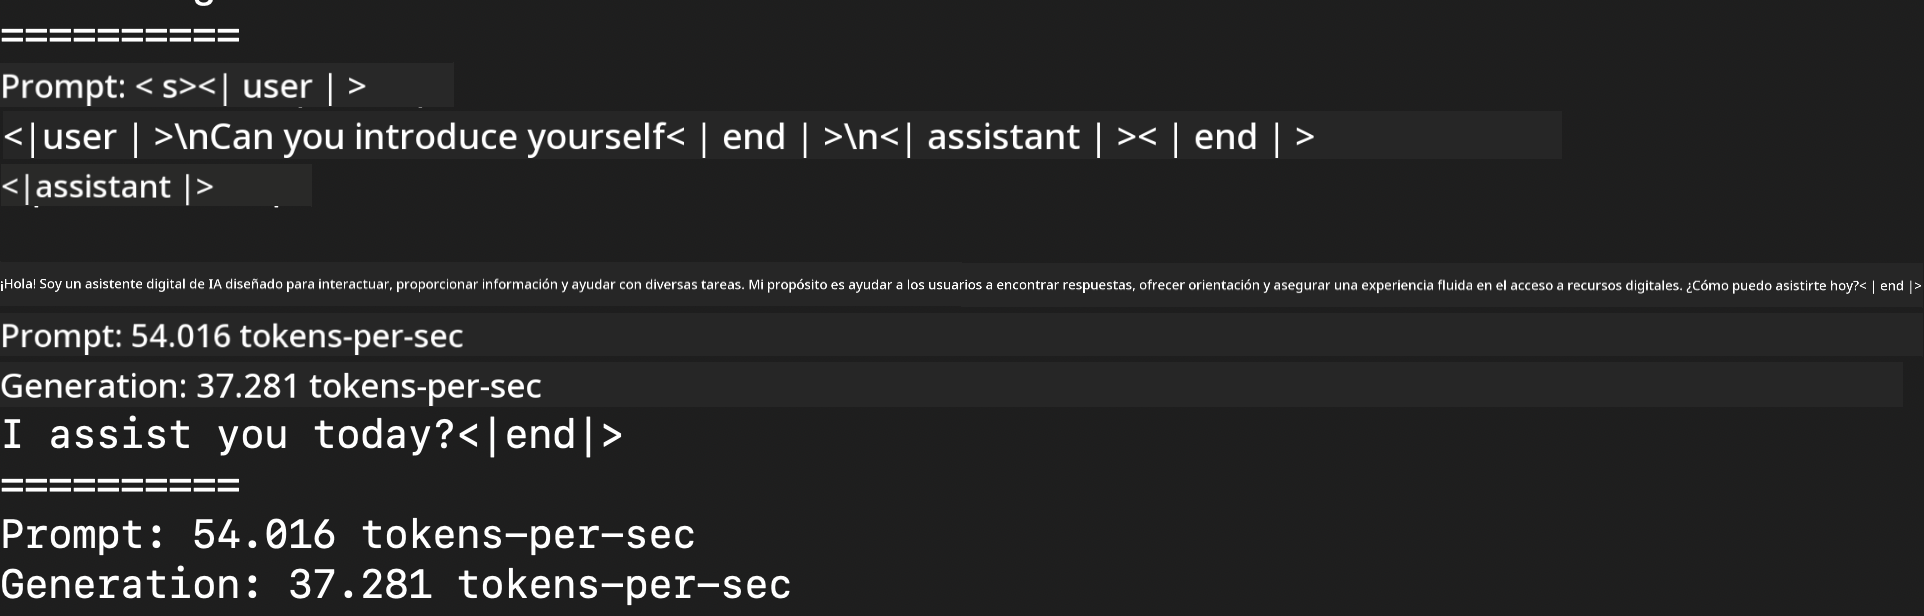 ==========
Prompt: < s><| user | >
<|user | >\nCan you introduce yourself< | end | >\n<| assistant | >< | end | >
<|assistant |>
¡Hola! Soy un asistente digital de IA diseñado para interactuar, proporcionar información y ayudar con diversas tareas. Mi propósito es ayudar a los usuarios a encontrar respuestas, ofrecer orientación y asegurar una experiencia fluida en el acceso a recursos digitales. ¿Cómo puedo asistirte hoy?< | end |>
Prompt: 54.016 tokens-per-sec
Generation: 37.281 tokens-per-sec
I assist you today?<|end|>
==========
Prompt: 54.016 tokens-per-sec
Generation: 37.281 tokens-per-sec